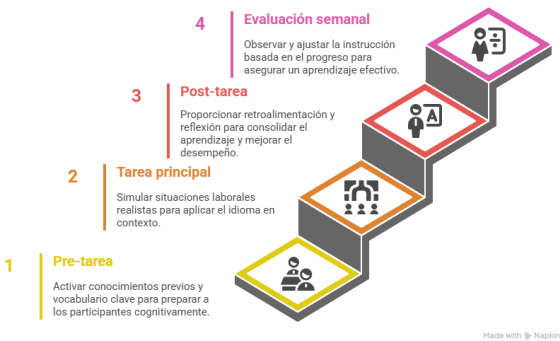 4
Evaluación semanal
Observar y ajustar la instrucción
basada en el progreso para
asegurar un aprendizaje efectivo.
3
Post-tarea
Proporcionar retroalimentación y
reflexión para consolidar el
aprendizaje y mejorar el
desempeño.
2
Tarea principal
Simular situaciones laborales
realistas para aplicar el idioma en
contexto.
1
Pre-tarea
Activar conocimientos previos y
vocabulario clave para preparar a
los participantes cognitivamente.
A
Made with Napkin